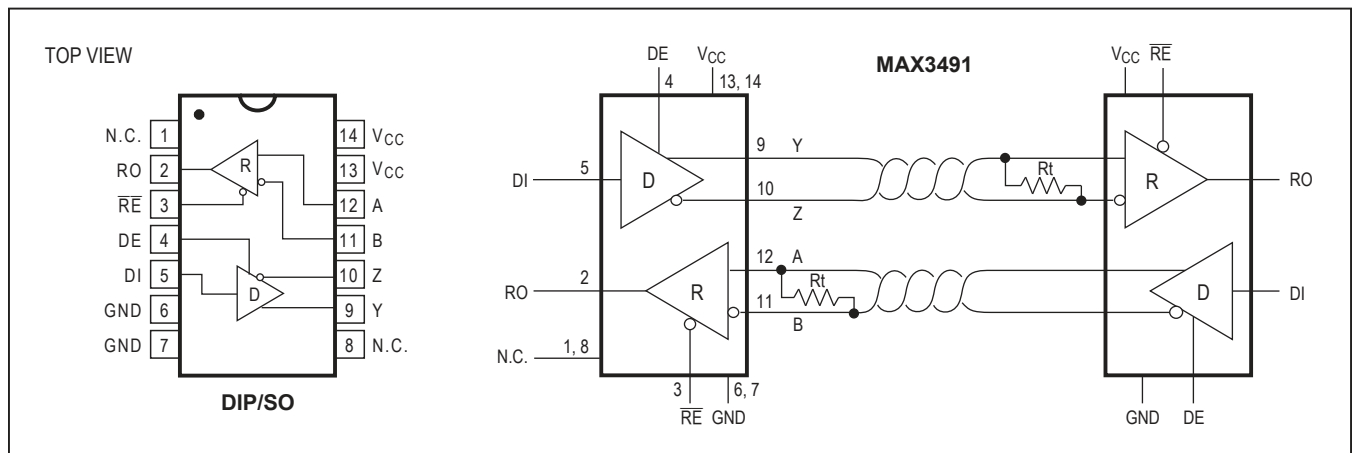 TOP VIEW
N.C. 1
RO 2
RE 3
DE 4
DI 5
GND 6
GND 7
14 VCC
13 VCC
12 A
11 B
10 Z
9 Y
8 N.C.
R
D
DIP/SO
MAX3491
DE
4
VCC
13, 14
DI
5
D
9 Y
10
Z
Rt
RO
2
R
12 A
11
B
Rt
N.C.
1, 8
3
RE
6, 7
GND
VCC
RE
R
RO
D
DI
GND
DE